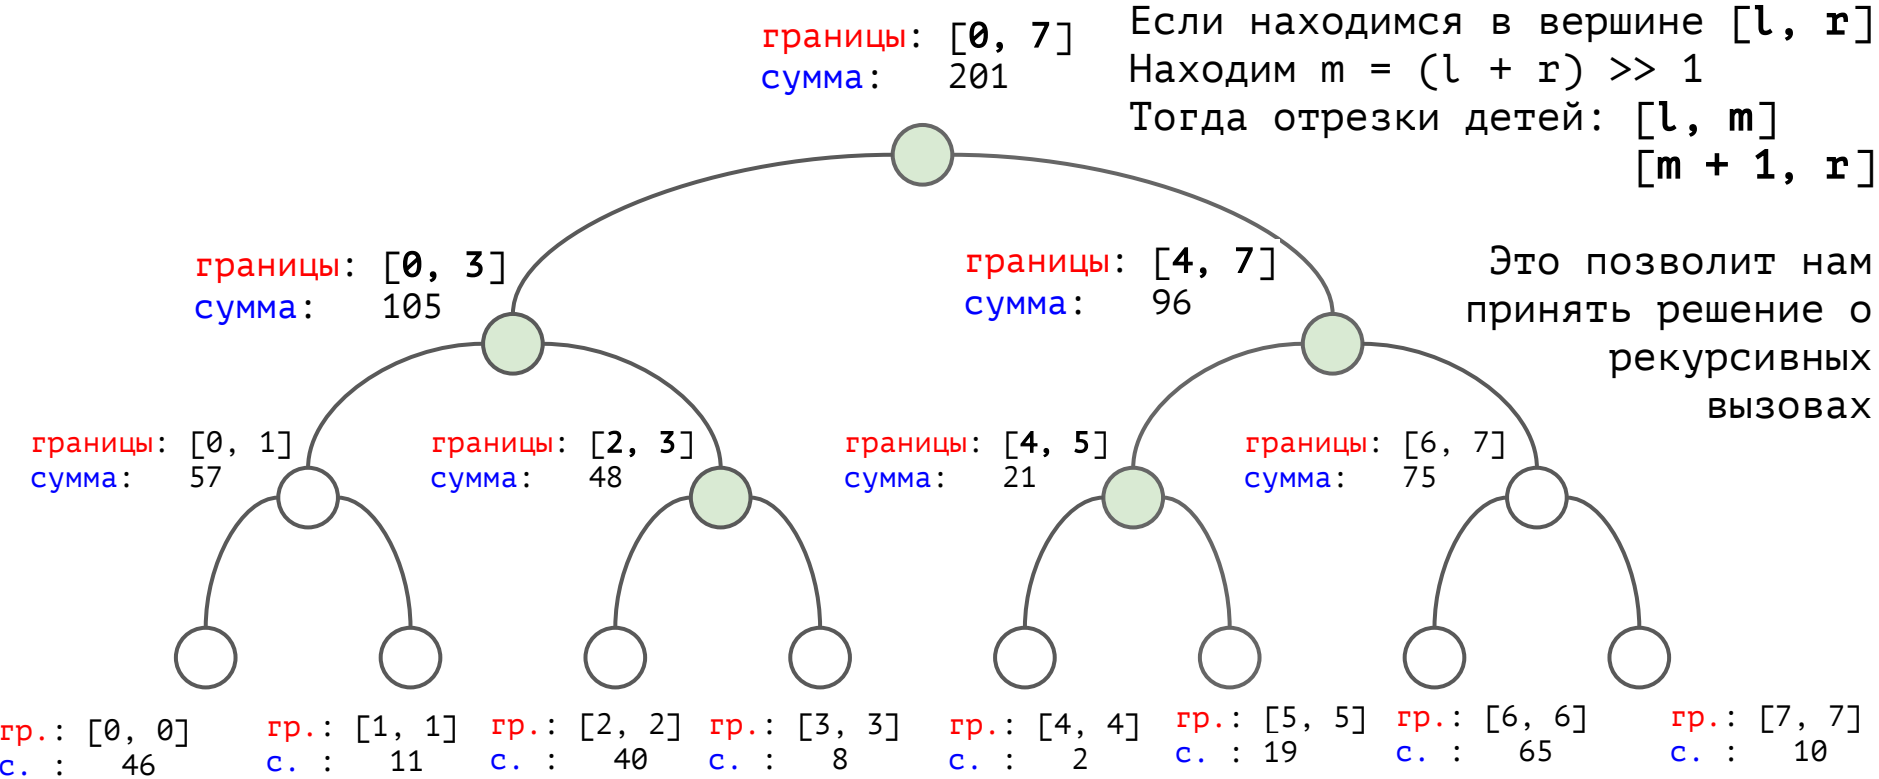 границы: [0, 7]
сумма: 201
Если находимся в вершине [l, r]
Находим m = (l + r) >> 1
Тогда отрезки детей: [l, m]
[m + 1, r]
Это позволит нам
принять решение о
рекурсивных
вызовах
границы: [0, 3]
сумма: 105
границы: [4, 7]
сумма: 96
границы: [0, 1]
сумма: 57
границы: [2, 3]
сумма: 48
границы: [4, 5]
сумма: 21
границы: [6, 7]
сумма: 75
гр.: [0, 0]
с. : 46
гр.: [1, 1]
с. : 11
гр.: [2, 2]
с. : 40
гр.: [3, 3]
с. : 8
гр.: [4, 4]
с. : 2
гр.: [5, 5]
с. : 19
гр.: [6, 6]
с. : 65
гр.: [7, 7]
с. : 10